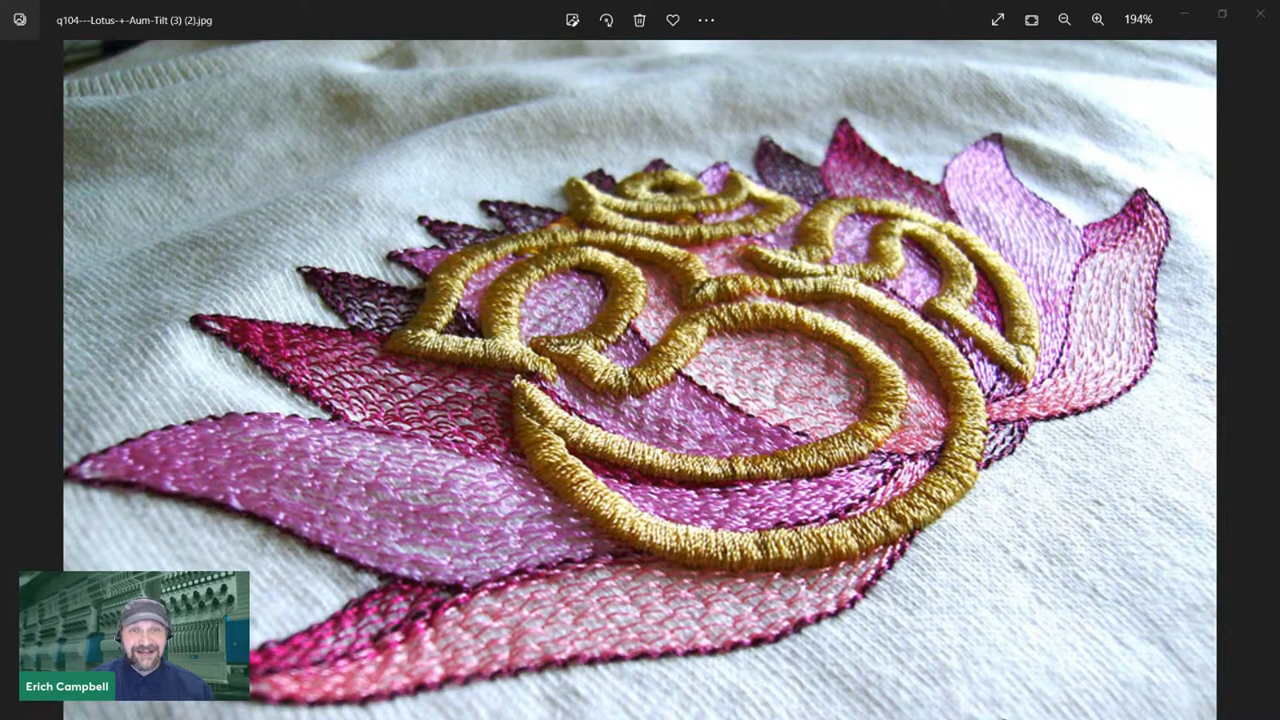 q104---Lotus-+-Aum-Tilt (3) (2).jpg
194%
Erich Campbell